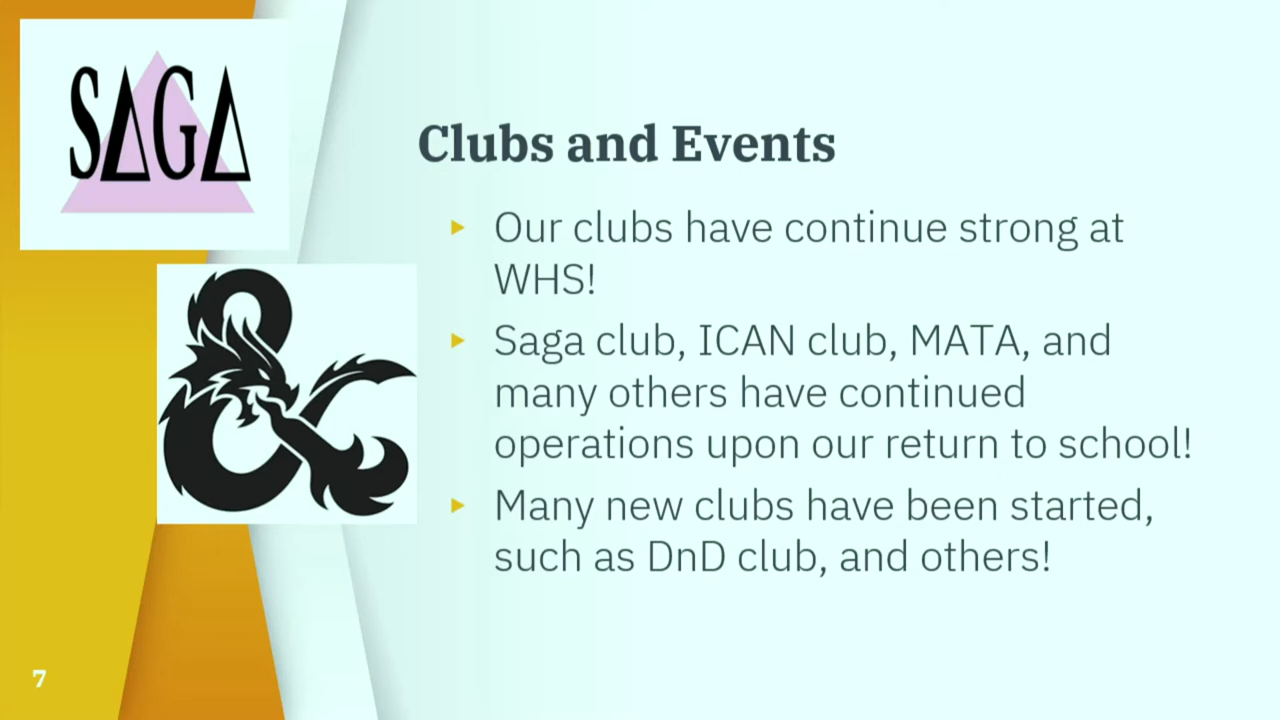 SAGA
Clubs and Events
Our clubs have continue strong at
WHS!
Saga club, ICAN club, MATA, and
many others have continued
operations upon our return to school!
Many new clubs have been started,
such as DnD club, and others!
7